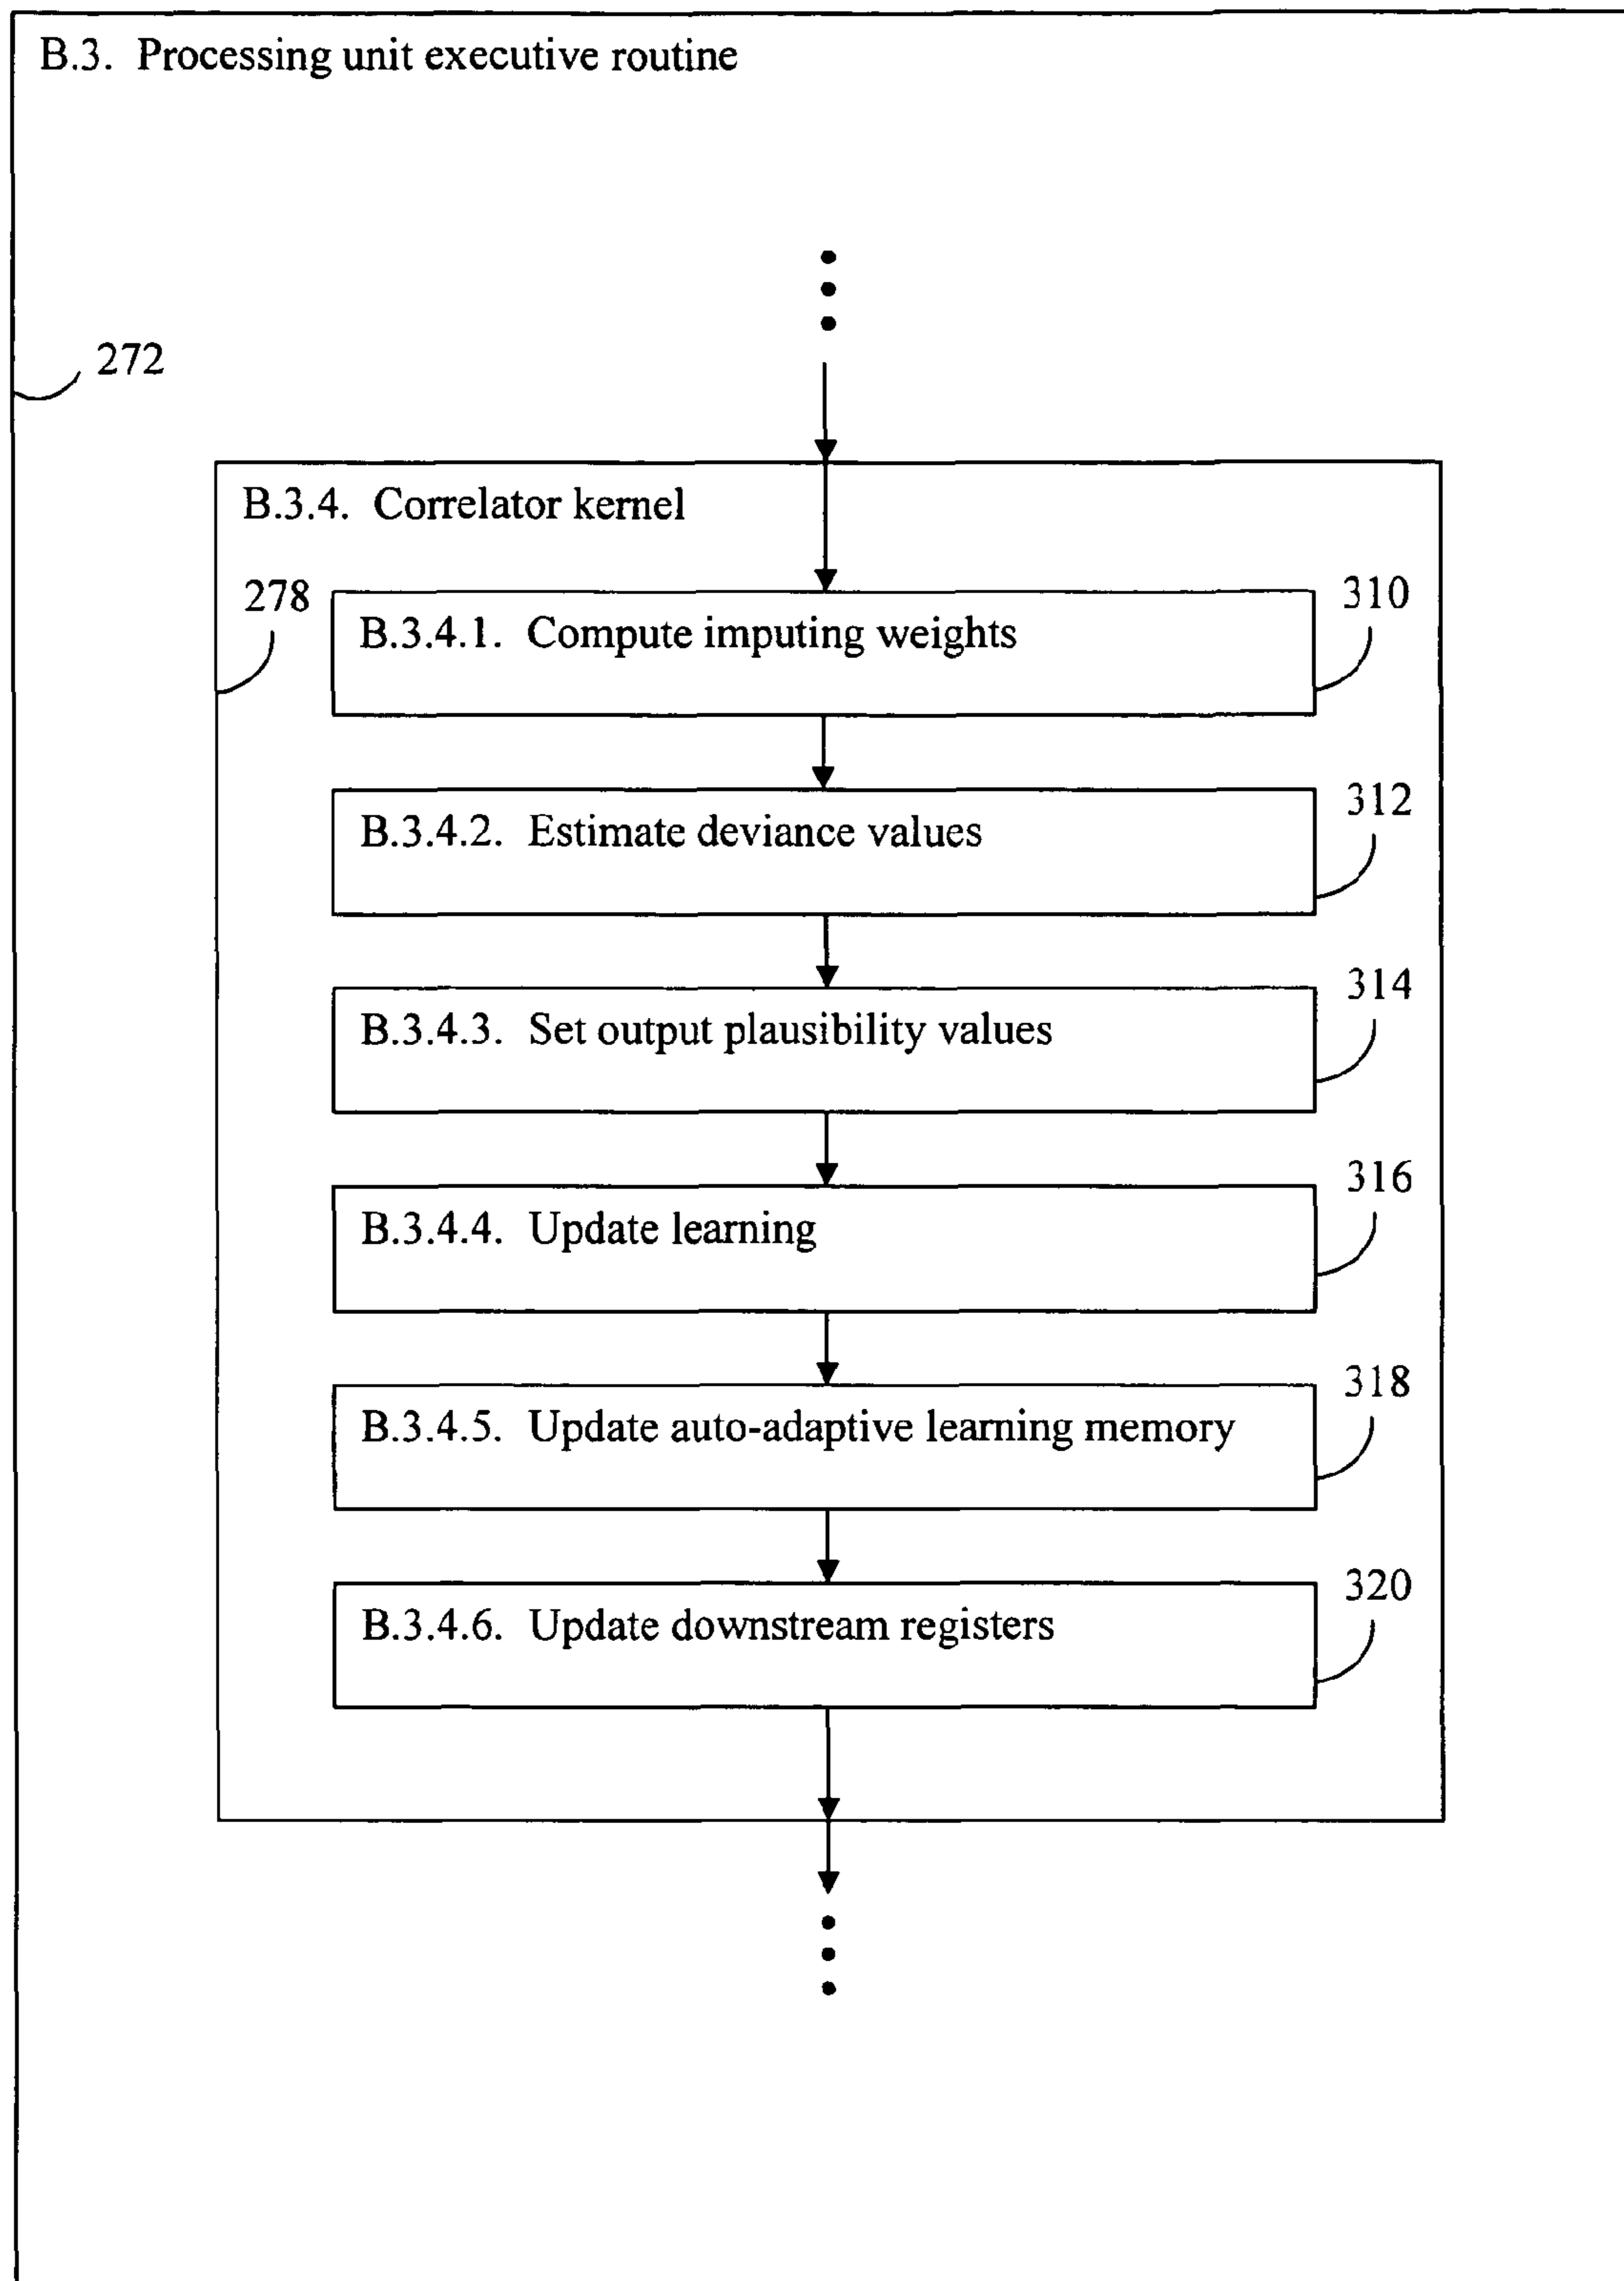 B.3. Processing unit executive routine
272
B.3.4. Correlator kernel
278
310
B.3.4.1. Compute imputing weights
312
B.3.4.2. Estimate deviance values
314
B.3.4.3. Set output plausibility values
316
B.3.4.4. Update learning
318
B.3.4.5. Update auto-adaptive learning memory
320
B.3.4.6. Update downstream registers